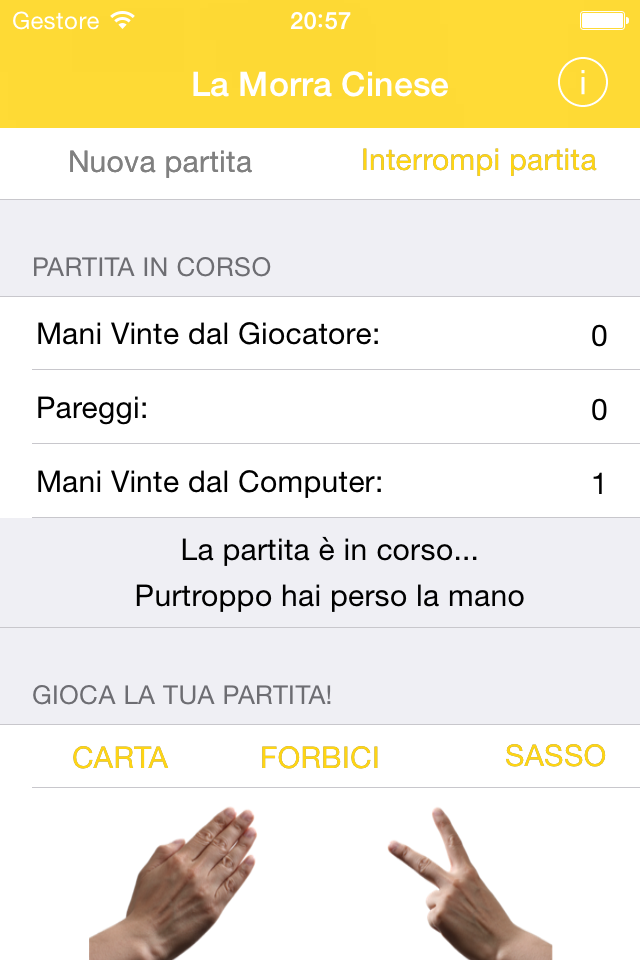 Gestore 20:57
La Morra Cinese i
Nuova partita Interrompi partita
PARTITA IN CORSO
Mani Vinte dal Giocatore: 0
Pareggi: 0
Mani Vinte dal Computer: 1
La partita è in corso...
Purtroppo hai perso la mano
GIOCA LA TUA PARTITA!
CARTA FORBICI SASSO